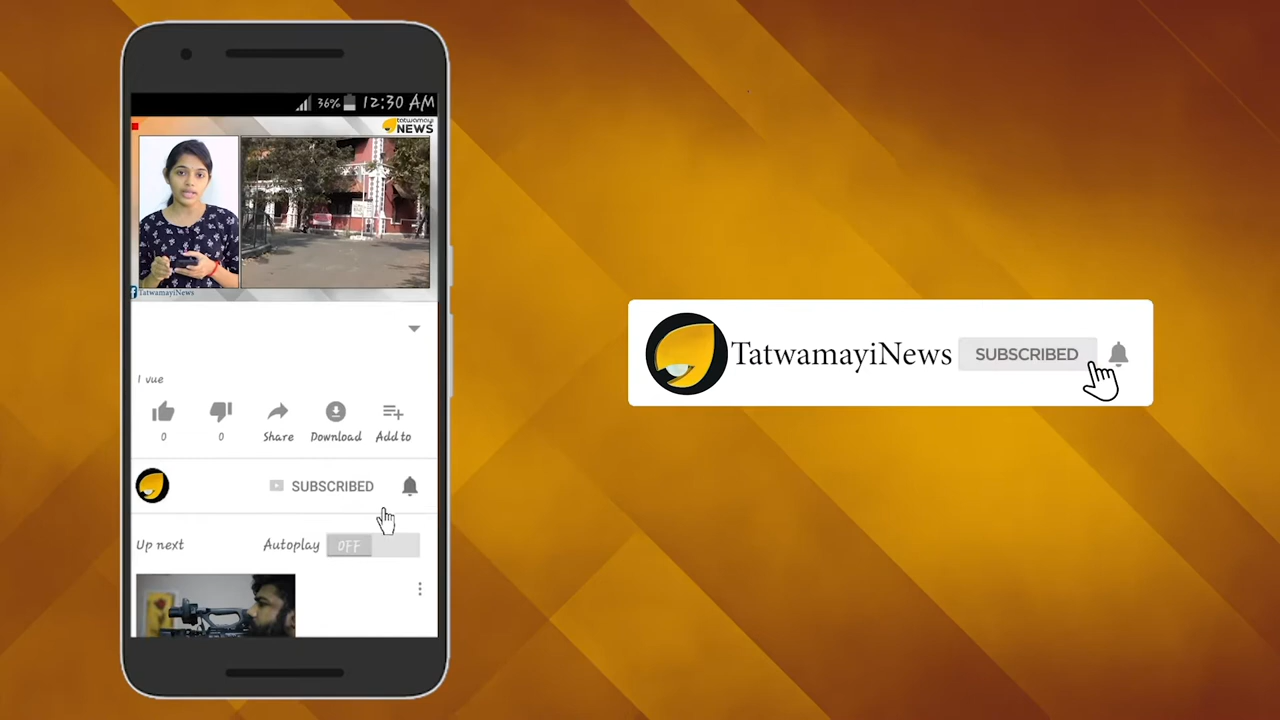 36% 12:30 AM
tatwamayi
NEWS
TatwamayiNews
1 vue
0 0 Share Download Add to
SUBSCRIBED
Up next Autoplay OFF
TatwamayiNews SUBSCRIBED